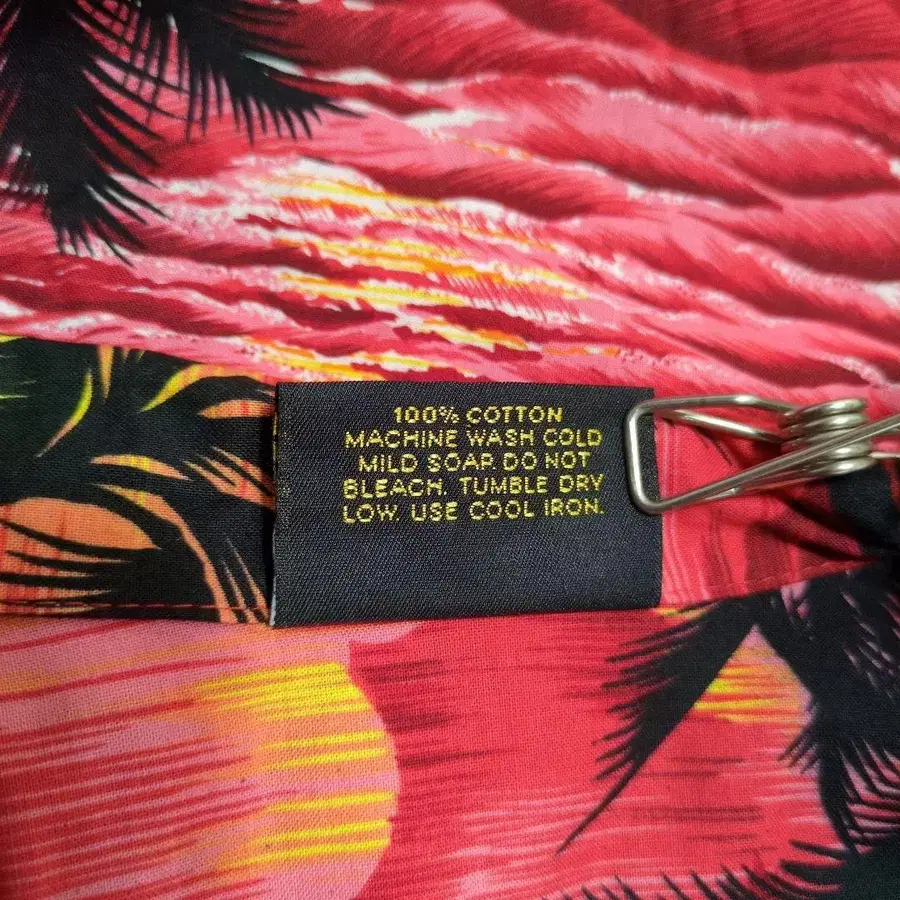 100% COTTON
MACHINE WASH COLD
MILD SOAP. DO NOT
BLEACH. TUMBLE DRY
LOW. USE COOL IRON.